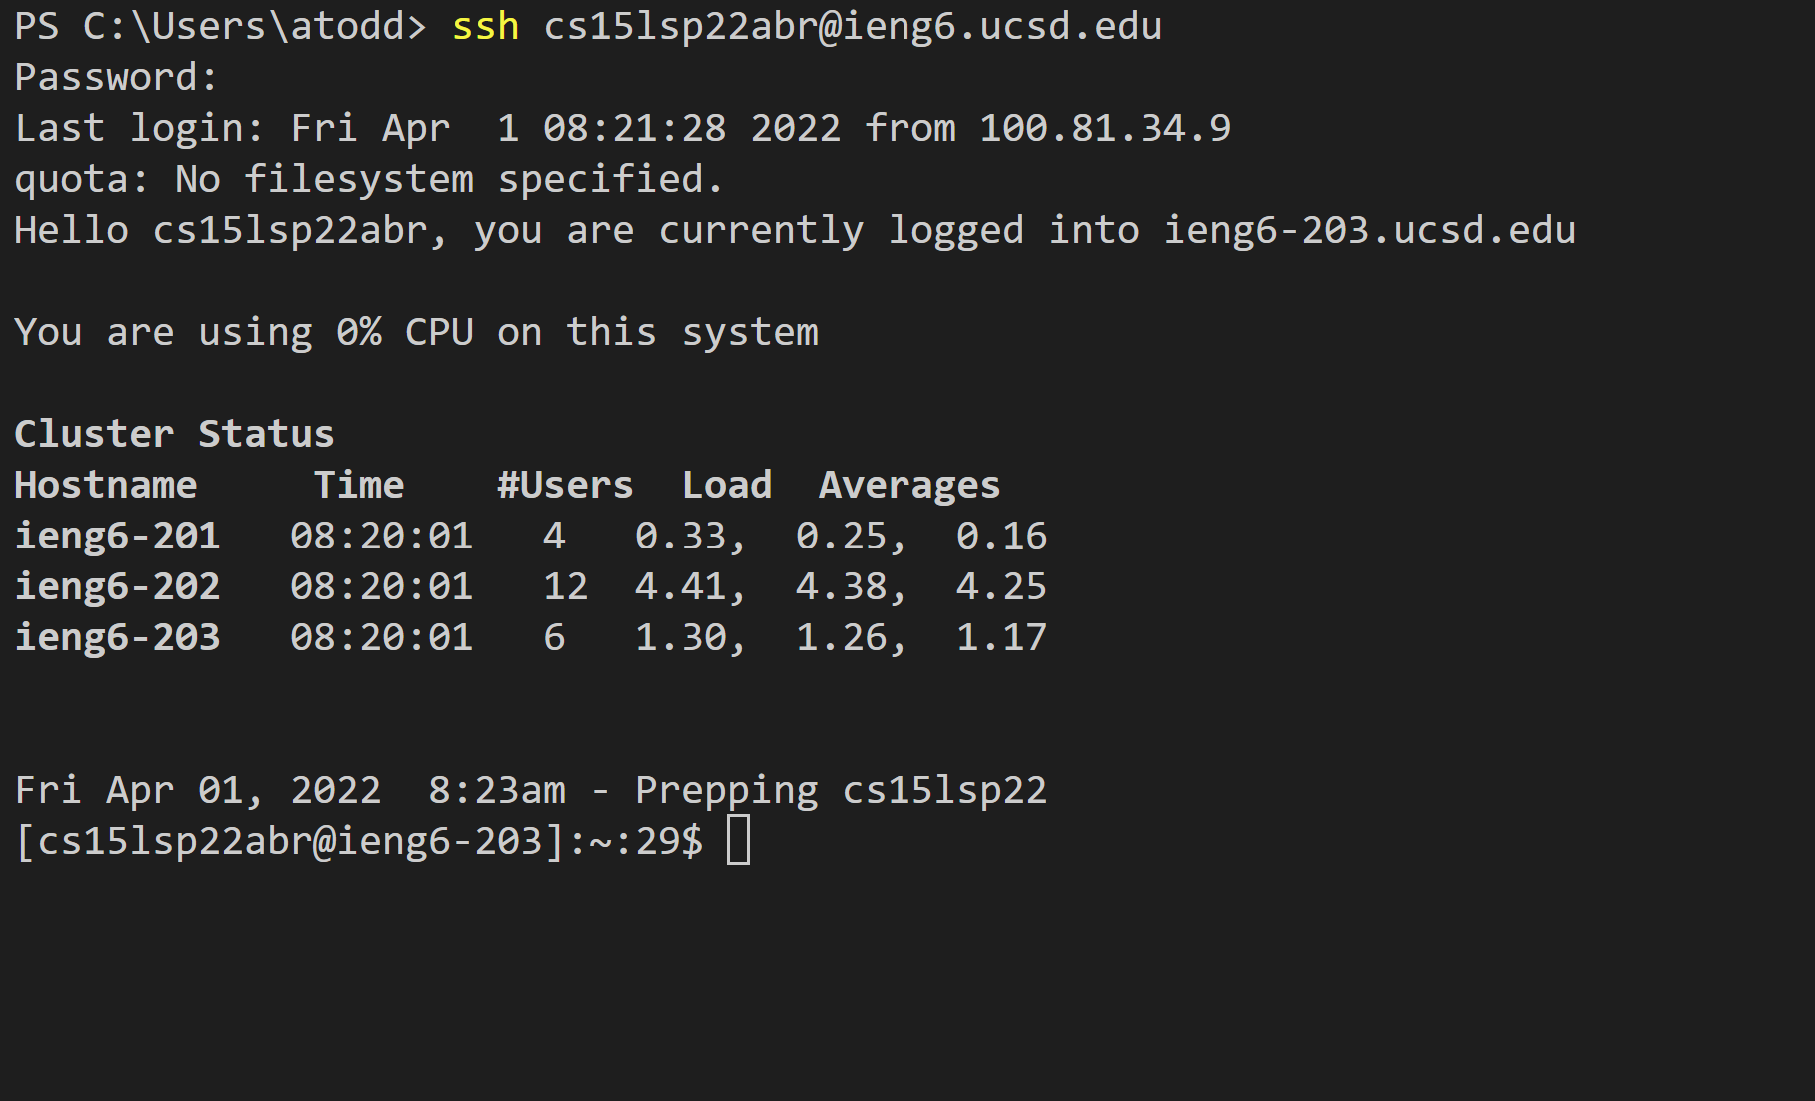 PS C:\Users\atodd> ssh cs15lsp22abr@ieng6.ucsd.edu
Password:
Last login: Fri Apr  1 08:21:28 2022 from 100.81.34.9
quota: No filesystem specified.
Hello cs15lsp22abr, you are currently logged into ieng6-203.ucsd.edu
You are using 0% CPU on this system
Cluster Status
Hostname     Time    #Users  Load  Averages
ieng6-201   08:20:01   4   0.33,  0.25,  0.16
ieng6-202   08:20:01   12  4.41,  4.38,  4.25
ieng6-203   08:20:01   6   1.30,  1.26,  1.17
Fri Apr 01, 2022  8:23am - Prepping cs15lsp22
[cs15lsp22abr@ieng6-203]:~:29$